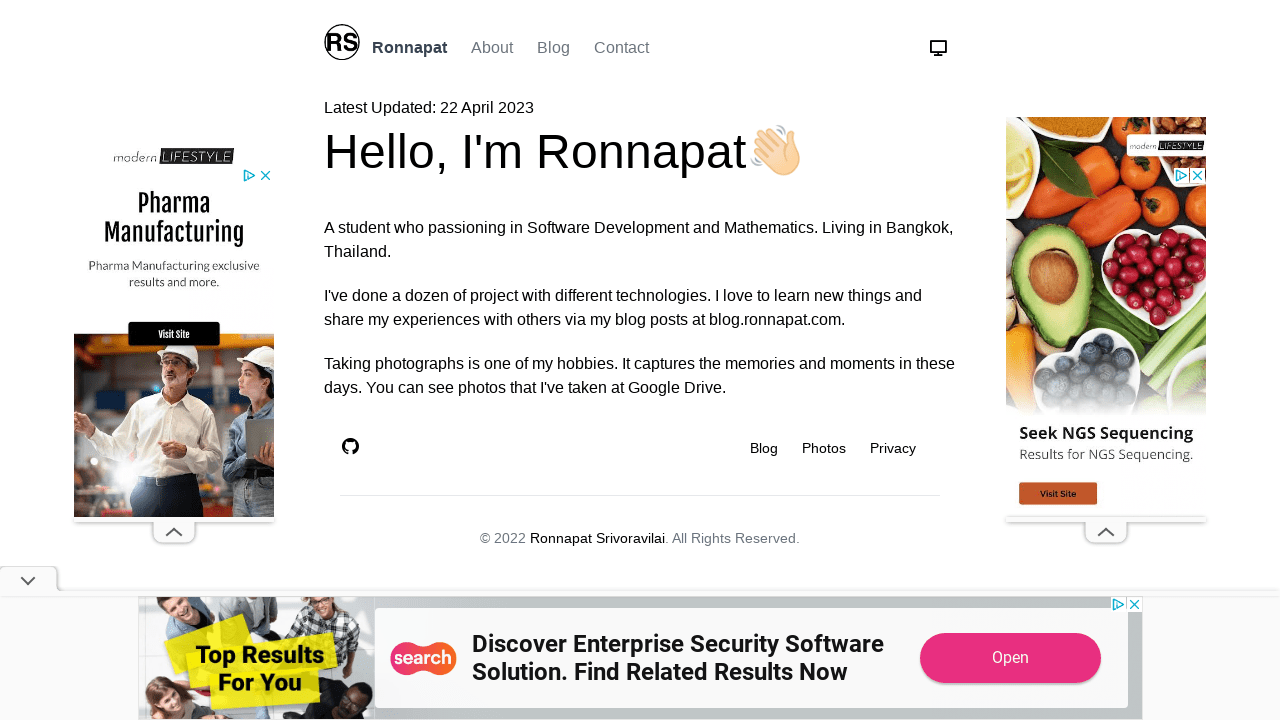 RS
Ronnapat About Blog Contact
Latest Updated: 22 April 2023
Hello, I'm Ronnapat👋🏻
A student who passioning in Software Development and Mathematics. Living in Bangkok,
Thailand.
I've done a dozen of project with different technologies. I love to learn new things and
share my experiences with others via my blog posts at blog.ronnapat.com.
Taking photographs is one of my hobbies. It captures the memories and moments in these
days. You can see photos that I've taken at Google Drive.
Blog Photos Privacy
© 2022 Ronnapat Srivoravilai. All Rights Reserved.
modern LIFESTYLE
Pharma
Manufacturing
Pharma Manufacturing exclusive
results and more.
Visit Site
modern LIFESTYLE
Seek NGS Sequencing
Results for NGS Sequencing.
Visit Site
Top Results
For You
search
Discover Enterprise Security Software
Solution. Find Related Results Now
Open